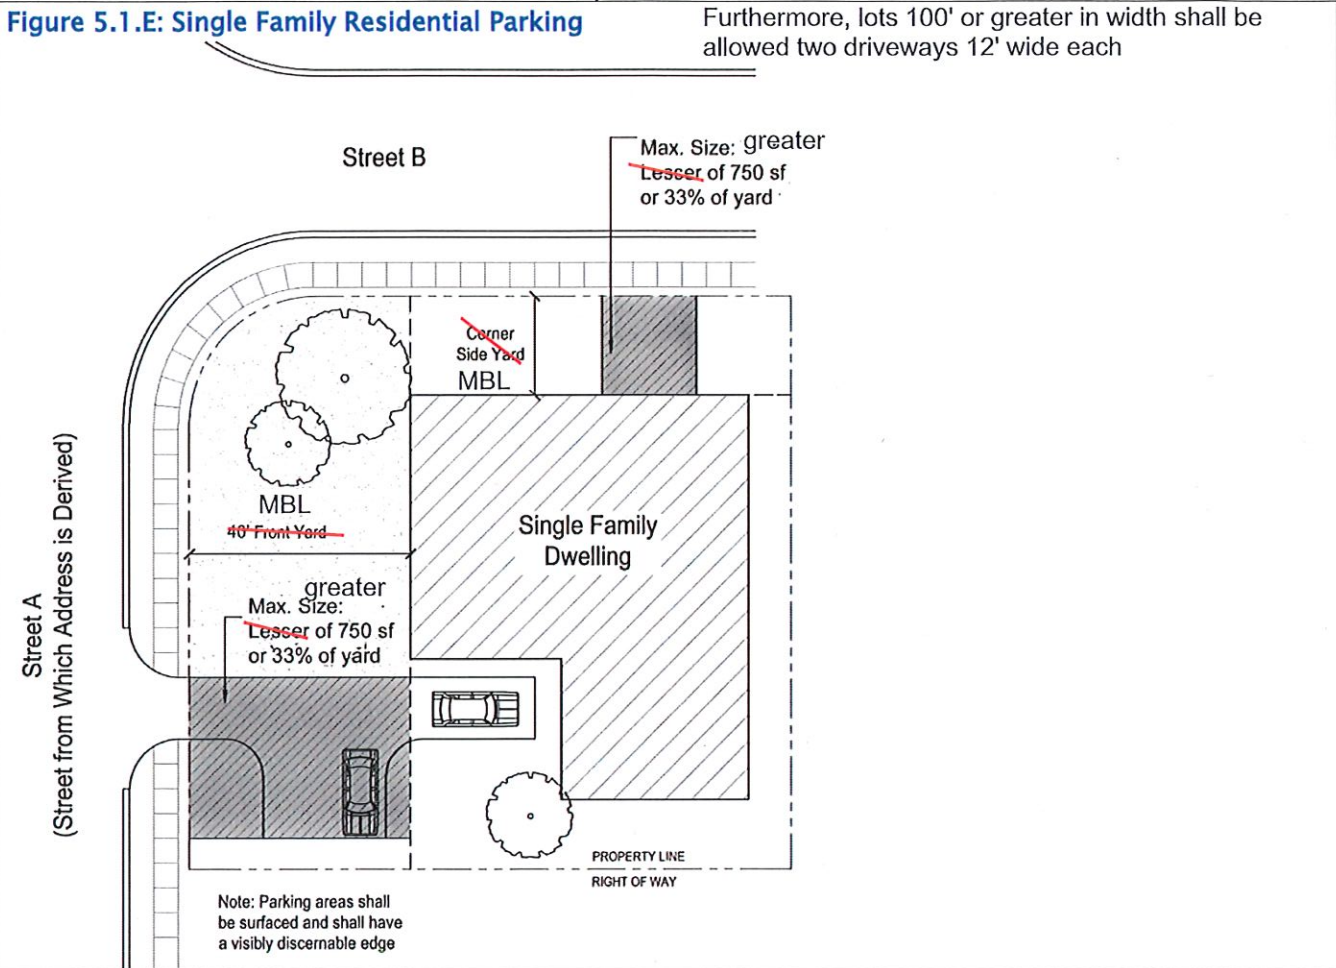 Figure 5.1.E: Single Family Residential Parking
Furthermore, lots 100' or greater in width shall be
allowed two driveways 12' wide each
Street B
Max. Size: greater
Lesser of 750 sf
or 33% of yard
Corner
Side Yard
MBL
MBL
40' Front Yard
Single Family
Dwelling
greater
Max. Size:
Lesser of 750 sf
or 33% of yard
Street A
(Street from Which Address is Derived)
PROPERTY LINE
RIGHT OF WAY
Note: Parking areas shall
be surfaced and shall have
a visibly discernable edge